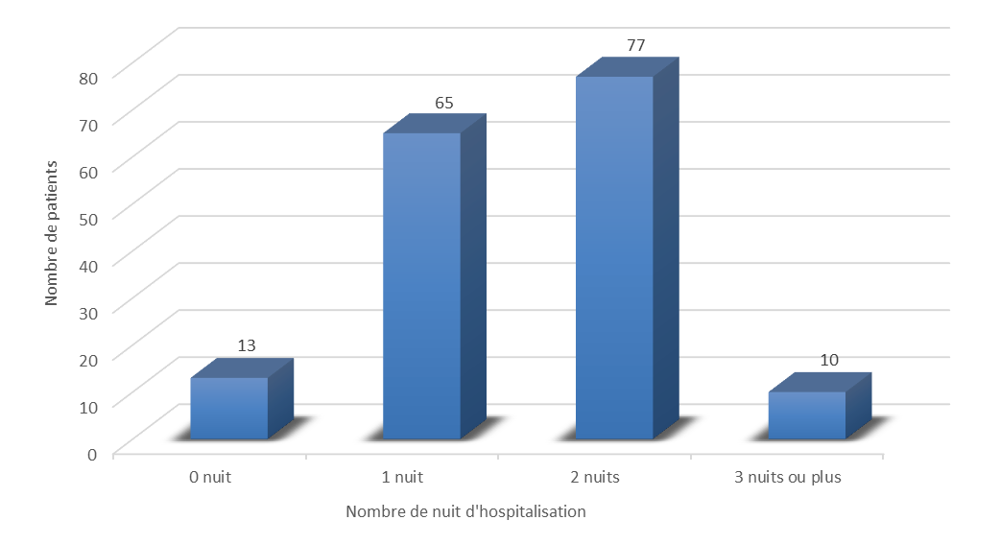 77
65
13
10
80
70
60
50
40
30
20
10
0
Nombre de patients
0 nuit
1 nuit
2 nuits
3 nuits ou plus
Nombre de nuit d'hospitalisation